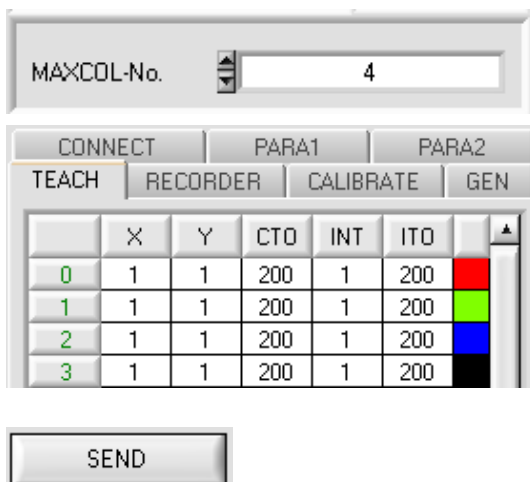 MAXCOL-No. 4
CONNECT PARA1 PARA2
TEACH RECORDER CALIBRATE GEN
X Y CTO INT ITO
0 1 1 200 1 200
1 1 1 200 1 200
2 1 1 200 1 200
3 1 1 200 1 200
SEND